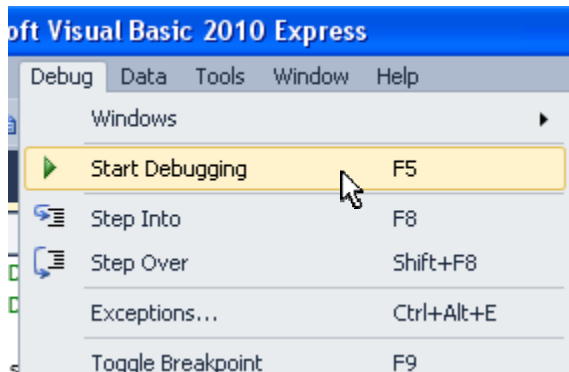 oft Visual Basic 2010 Express
Debug Data Tools Window Help
Windows
Start Debugging F5
Step Into F8
Step Over Shift+F8
Exceptions... Ctrl+Alt+E
Toggle Breakpoint F9